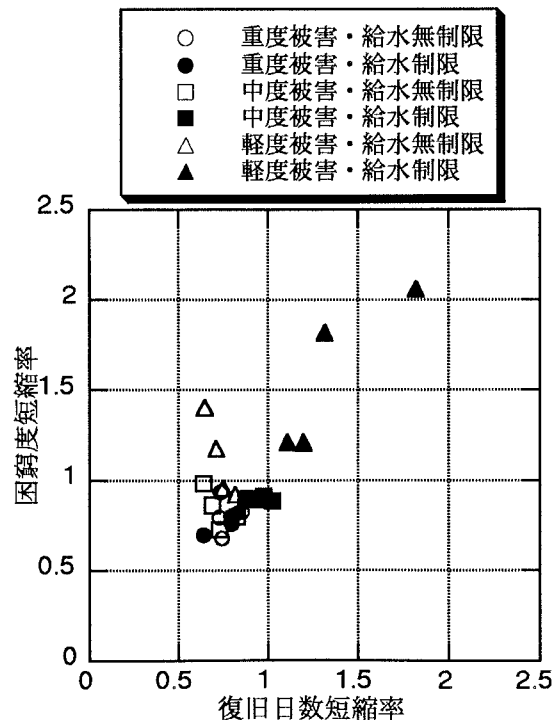 ○ 重度被害・給水無制限
● 重度被害・給水制限
□ 中度被害・給水無制限
■ 中度被害・給水制限
△ 軽度被害・給水無制限
▲ 軽度被害・給水制限
2.5
2
1.5
1
0.5
0
困窮度短縮率
0 0.5 1 1.5 2 2.5
復旧日数短縮率